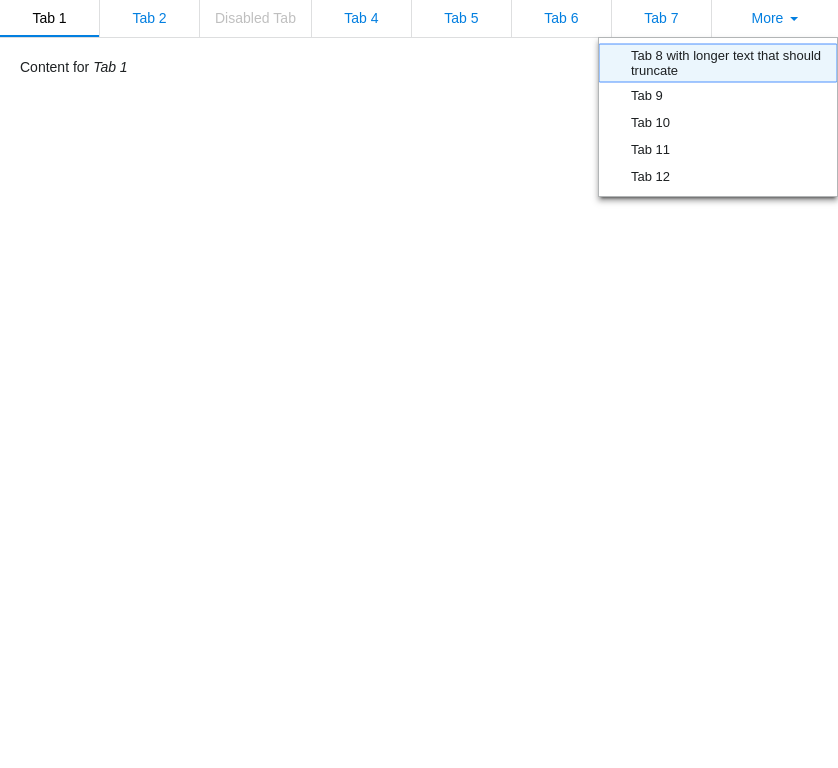 Tab 1 Tab 2 Disabled Tab Tab 4 Tab 5 Tab 6 Tab 7 More
Content for Tab 1
Tab 8 with longer text that should
truncate
Tab 9
Tab 10
Tab 11
Tab 12